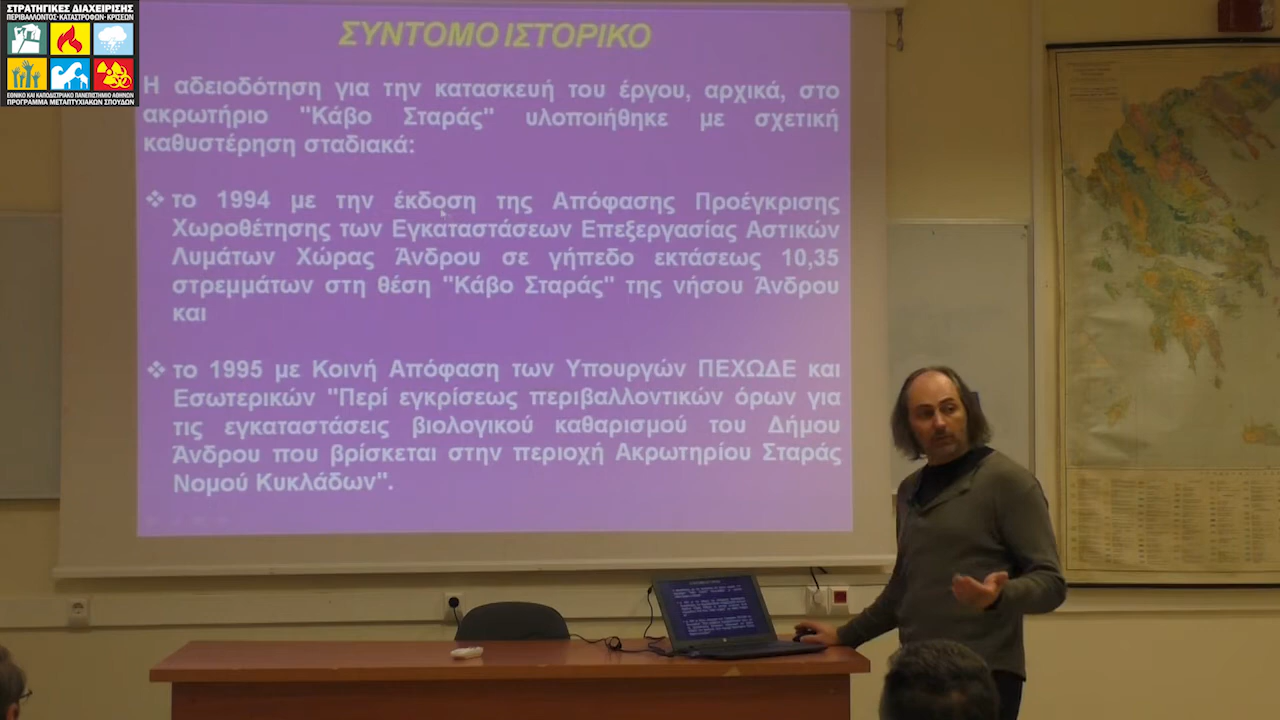 ΣΤΡΑΤΗΓΙΚΕΣ ΔΙΑΧΕΙΡΙΣΗΣ
ΠΕΡΙΒΑΛΛΟΝΤΟΣ·ΚΑΤΑΣΤΡΟΦΩΝ·ΚΡΙΣΕΩΝ
ΕΘΝΙΚΟ ΚΑΙ ΚΑΠΟΔΙΣΤΡΙΑΚΟ ΠΑΝΕΠΙΣΤΗΜΙΟ ΑΘΗΝΩΝ
ΠΡΟΓΡΑΜΜΑ ΜΕΤΑΠΤΥΧΙΑΚΩΝ ΣΠΟΥΔΩΝ
ΣΥΝΤΟΜΟ ΙΣΤΟΡΙΚΟ
Η αδειοδότηση για την κατασκευή του έργου, αρχικά, στο
ακρωτήριο "Κάβο Σταράς" υλοποιήθηκε με σχετική
καθυστέρηση σταδιακά:
❖ το 1994 με την έκδοση της Απόφασης Προέγκρισης
Χωροθέτησης των Εγκαταστάσεων Επεξεργασίας Αστικών
Λυμάτων Χώρας Άνδρου σε γήπεδο εκτάσεως 10,35
στρεμμάτων στη θέση "Κάβο Σταράς" της νήσου Άνδρου
και
❖ το 1995 με Κοινή Απόφαση των Υπουργών ΠΕΧΩΔΕ και
Εσωτερικών "Περί εγκρίσεως περιβαλλοντικών όρων για
τις εγκαταστάσεις βιολογικού καθαρισμού του Δήμου
Άνδρου που βρίσκεται στην περιοχή Ακρωτηρίου Σταράς
Νομού Κυκλάδων".